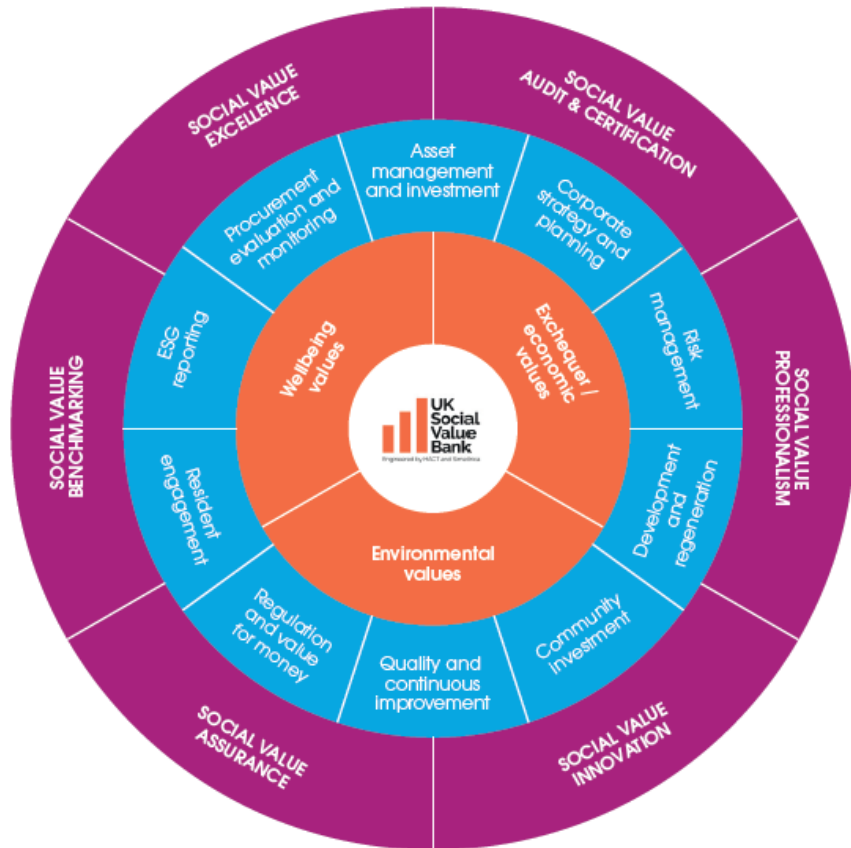 SOCIAL VALUE
EXCELLENCE
SOCIAL VALUE
AUDIT & CERTIFICATION
SOCIAL VALUE
PROFESSIONALISM
SOCIAL VALUE
INNOVATION
SOCIAL VALUE
ASSURANCE
SOCIAL VALUE
BENCHMARKING
Asset
management
and investment
Corporate
strategy and
planning
Risk
management
Development
and
regeneration
Community
investment
Quality and
continuous
improvement
Regulation
and value
for money
Resident
engagement
ESG
reporting
Procurement
evaluation and
monitoring
Wellbeing
values
Exchequer /
economic
values
Environmental
values
UK
Social
Value
Bank
Engineered by HACT and Simetrica